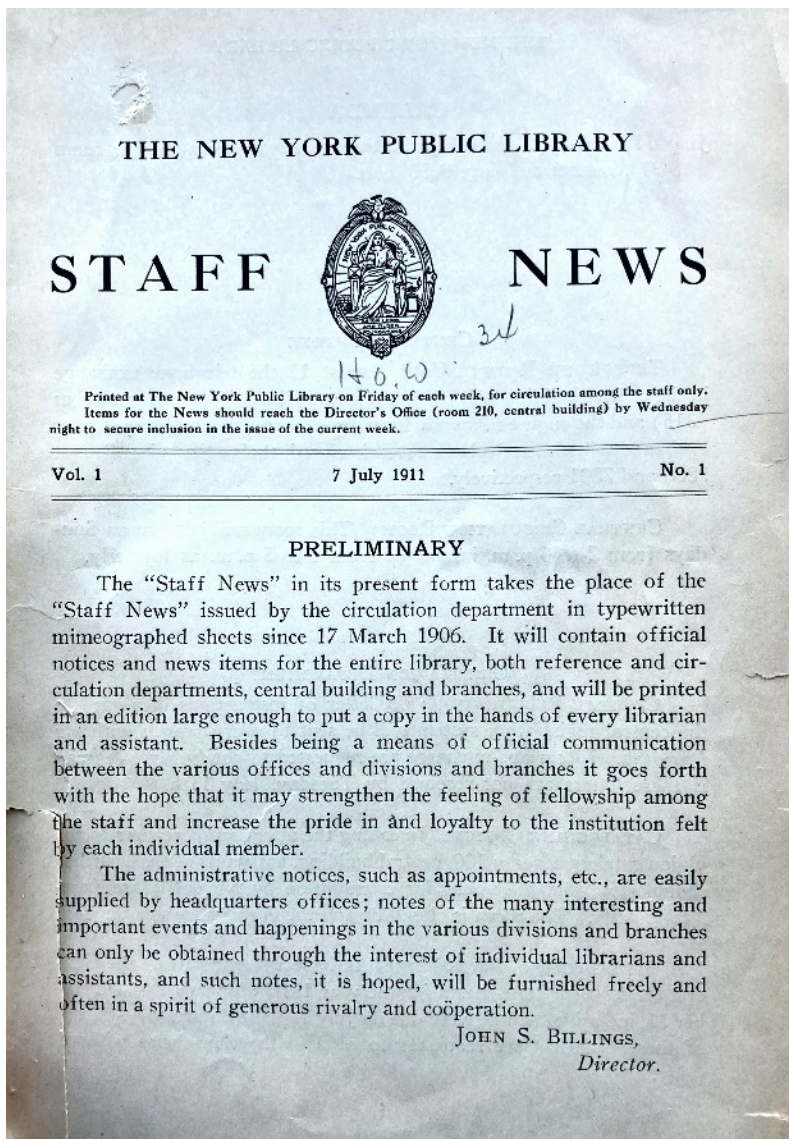 THE NEW YORK PUBLIC LIBRARY
NEW YORK PUBLIC LIBRARY
STAFF NEWS
34
H.O.W
Printed at The New York Public Library on Friday of each week, for circulation among the staff only.
Items for the News should reach the Director's Office (room 210, central building) by Wednesday
night to secure inclusion in the issue of the current week.
Vol. 1 7 July 1911 No. 1
PRELIMINARY
The "Staff News" in its present form takes the place of the
"Staff News" issued by the circulation department in typewritten
mimeographed sheets since 17 March 1906. It will contain official
notices and news items for the entire library, both reference and cir-
culation departments, central building and branches, and will be printed
in an edition large enough to put a copy in the hands of every librarian
and assistant. Besides being a means of official communication
between the various offices and divisions and branches it goes forth
with the hope that it may strengthen the feeling of fellowship among
the staff and increase the pride in and loyalty to the institution felt
by each individual member.
The administrative notices, such as appointments, etc., are easily
supplied by headquarters offices; notes of the many interesting and
important events and happenings in the various divisions and branches
can only be obtained through the interest of individual librarians and
assistants, and such notes, it is hoped, will be furnished freely and
often in a spirit of generous rivalry and coöperation.
JOHN S. BILLINGS,
Director.